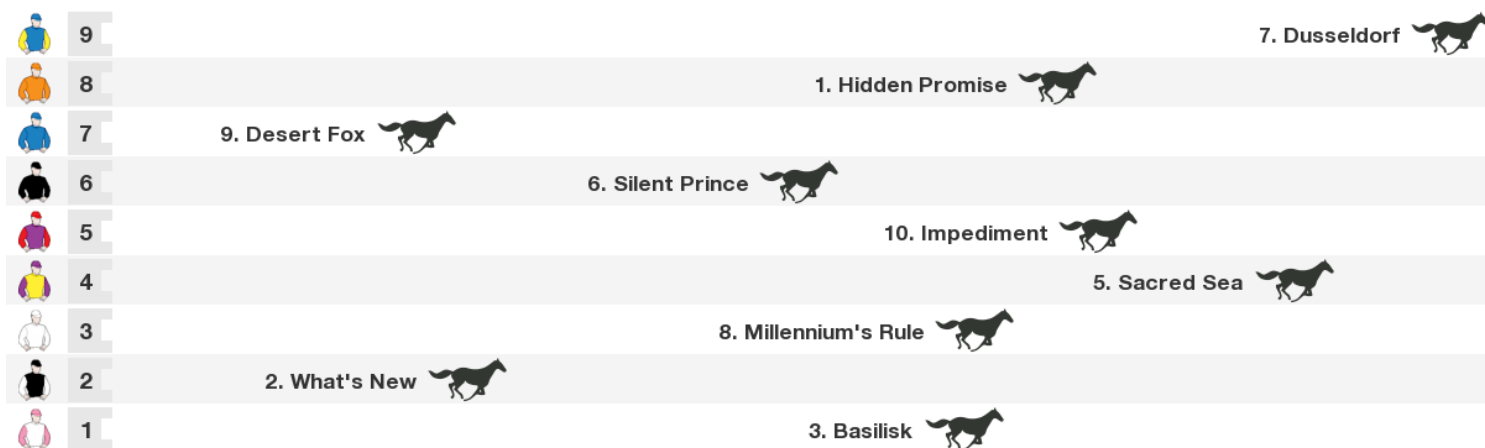 9 7. Dusseldorf
8 1. Hidden Promise
7 9. Desert Fox
6 6. Silent Prince
5 10. Impediment
4 5. Sacred Sea
3 8. Millennium's Rule
2 2. What's New
1 3. Basilisk